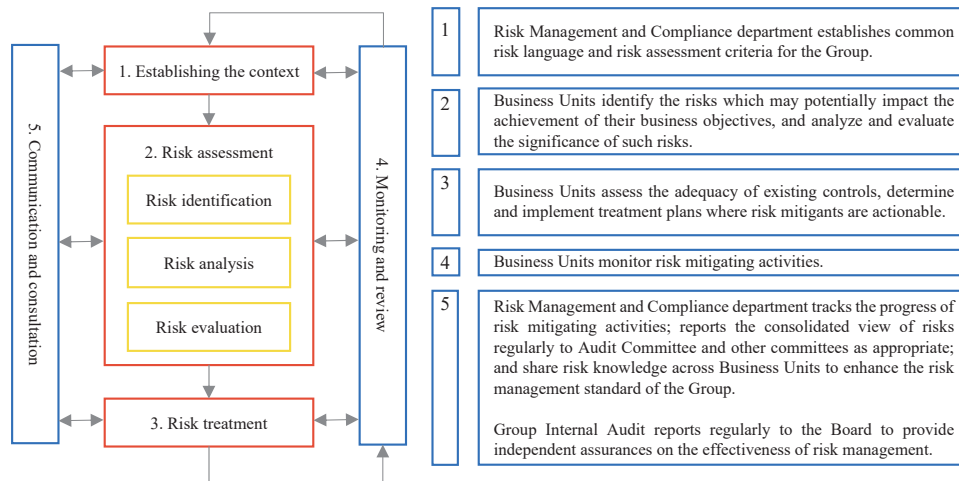 1. Establishing the context
2. Risk assessment
Risk identification
Risk analysis
Risk evaluation
3. Risk treatment
4. Monitoring and review
5. Communication and consultation
1
Risk Management and Compliance department establishes common
risk language and risk assessment criteria for the Group.
2
Business Units identify the risks which may potentially impact the
achievement of their business objectives, and analyze and evaluate
the significance of such risks.
3
Business Units assess the adequacy of existing controls, determine
and implement treatment plans where risk mitigants are actionable.
4
Business Units monitor risk mitigating activities.
5
Risk Management and Compliance department tracks the progress of
risk mitigating activities; reports the consolidated view of risks
regularly to Audit Committee and other committees as appropriate;
and share risk knowledge across Business Units to enhance the risk
management standard of the Group.
Group Internal Audit reports regularly to the Board to provide
independent assurances on the effectiveness of risk management.